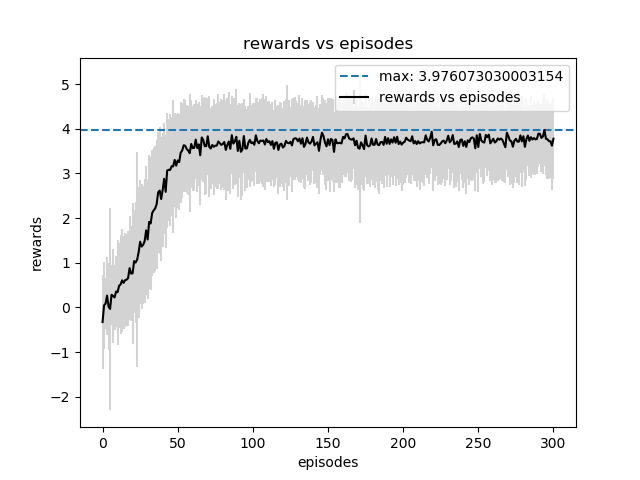 rewards vs episodes
max: 3.976073030003154
rewards vs episodes
5
4
3
2
1
0
−1
−2
rewards
0 50 100 150 200 250 300
episodes